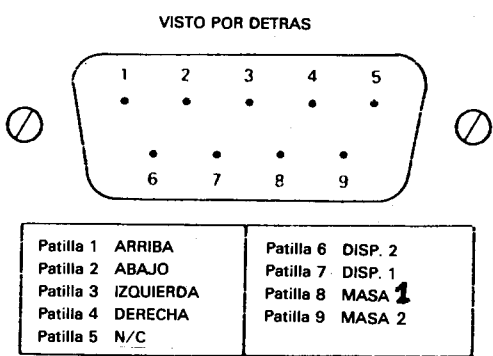 VISTO POR DETRAS
1 2 3 4 5
6 7 8 9
Patilla 1 ARRIBA
Patilla 2 ABAJO
Patilla 3 IZQUIERDA
Patilla 4 DERECHA
Patilla 5 N/C
Patilla 6 DISP. 2
Patilla 7 DISP. 1
Patilla 8 MASA 1
Patilla 9 MASA 2